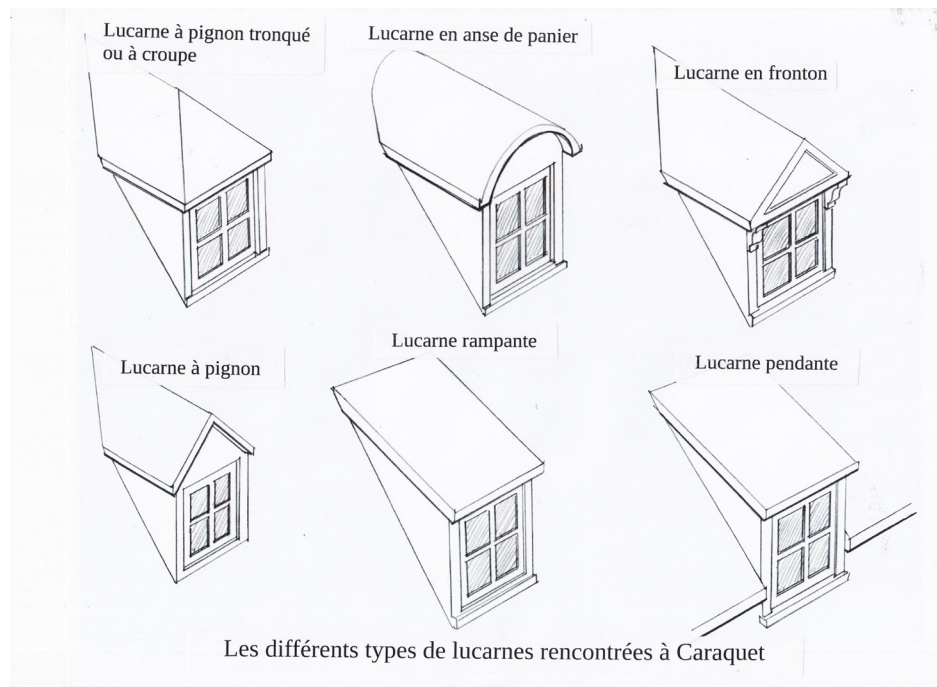 Lucarne à pignon tronqué
ou à croupe
Lucarne en anse de panier
Lucarne en fronton
Lucarne à pignon
Lucarne rampante
Lucarne pendante
Les différents types de lucarnes rencontrées à Caraquet